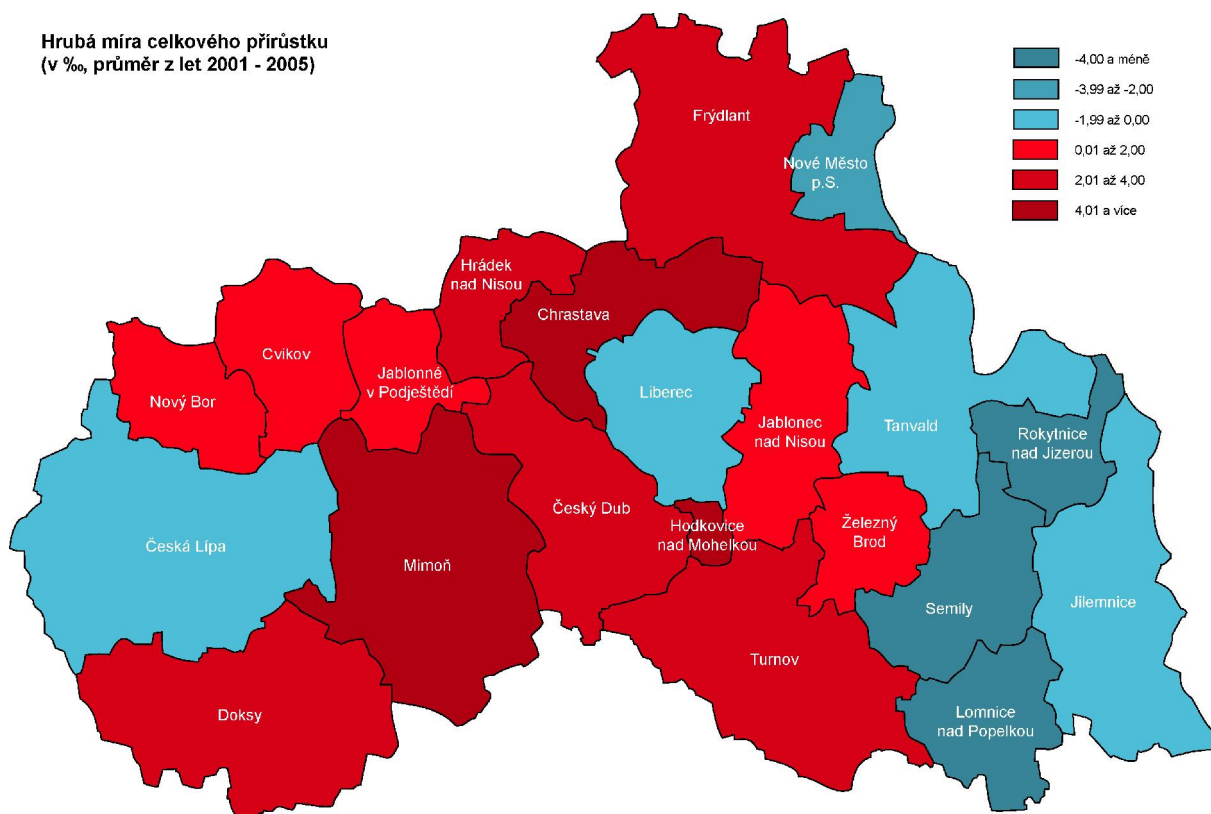 Hrubá míra celkového přírůstku
(v ‰, průměr z let 2001 - 2005)
-4,00 a méně
-3,99 až -2,00
-1,99 až 0,00
0,01 až 2,00
2,01 až 4,00
4,01 a více
Frýdlant
Nové Město
p.S.
Hrádek
nad Nisou
Chrastava
Cvikov
Jablonné
v Podještědí
Nový Bor
Liberec
Jablonec
nad Nisou
Tanvald
Rokytnice
nad Jizerou
Česká Lípa
Mimoň
Český Dub
Hodkovice
nad Mohelkou
Železný
Brod
Semily
Jilemnice
Turnov
Doksy
Lomnice
nad Popelkou